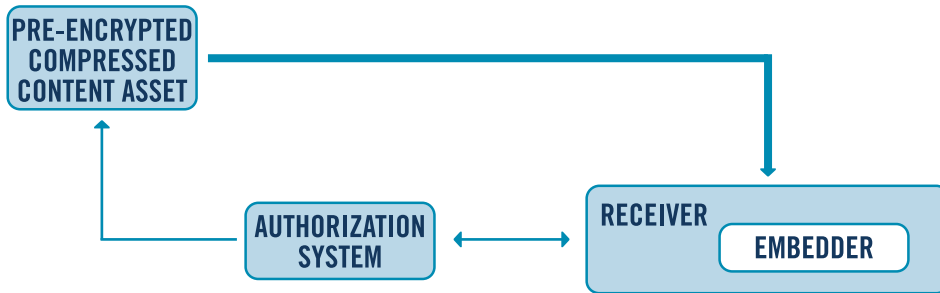 PRE-ENCRYPTED
COMPRESSED
CONTENT ASSET
AUTHORIZATION
SYSTEM
RECEIVER
EMBEDDER